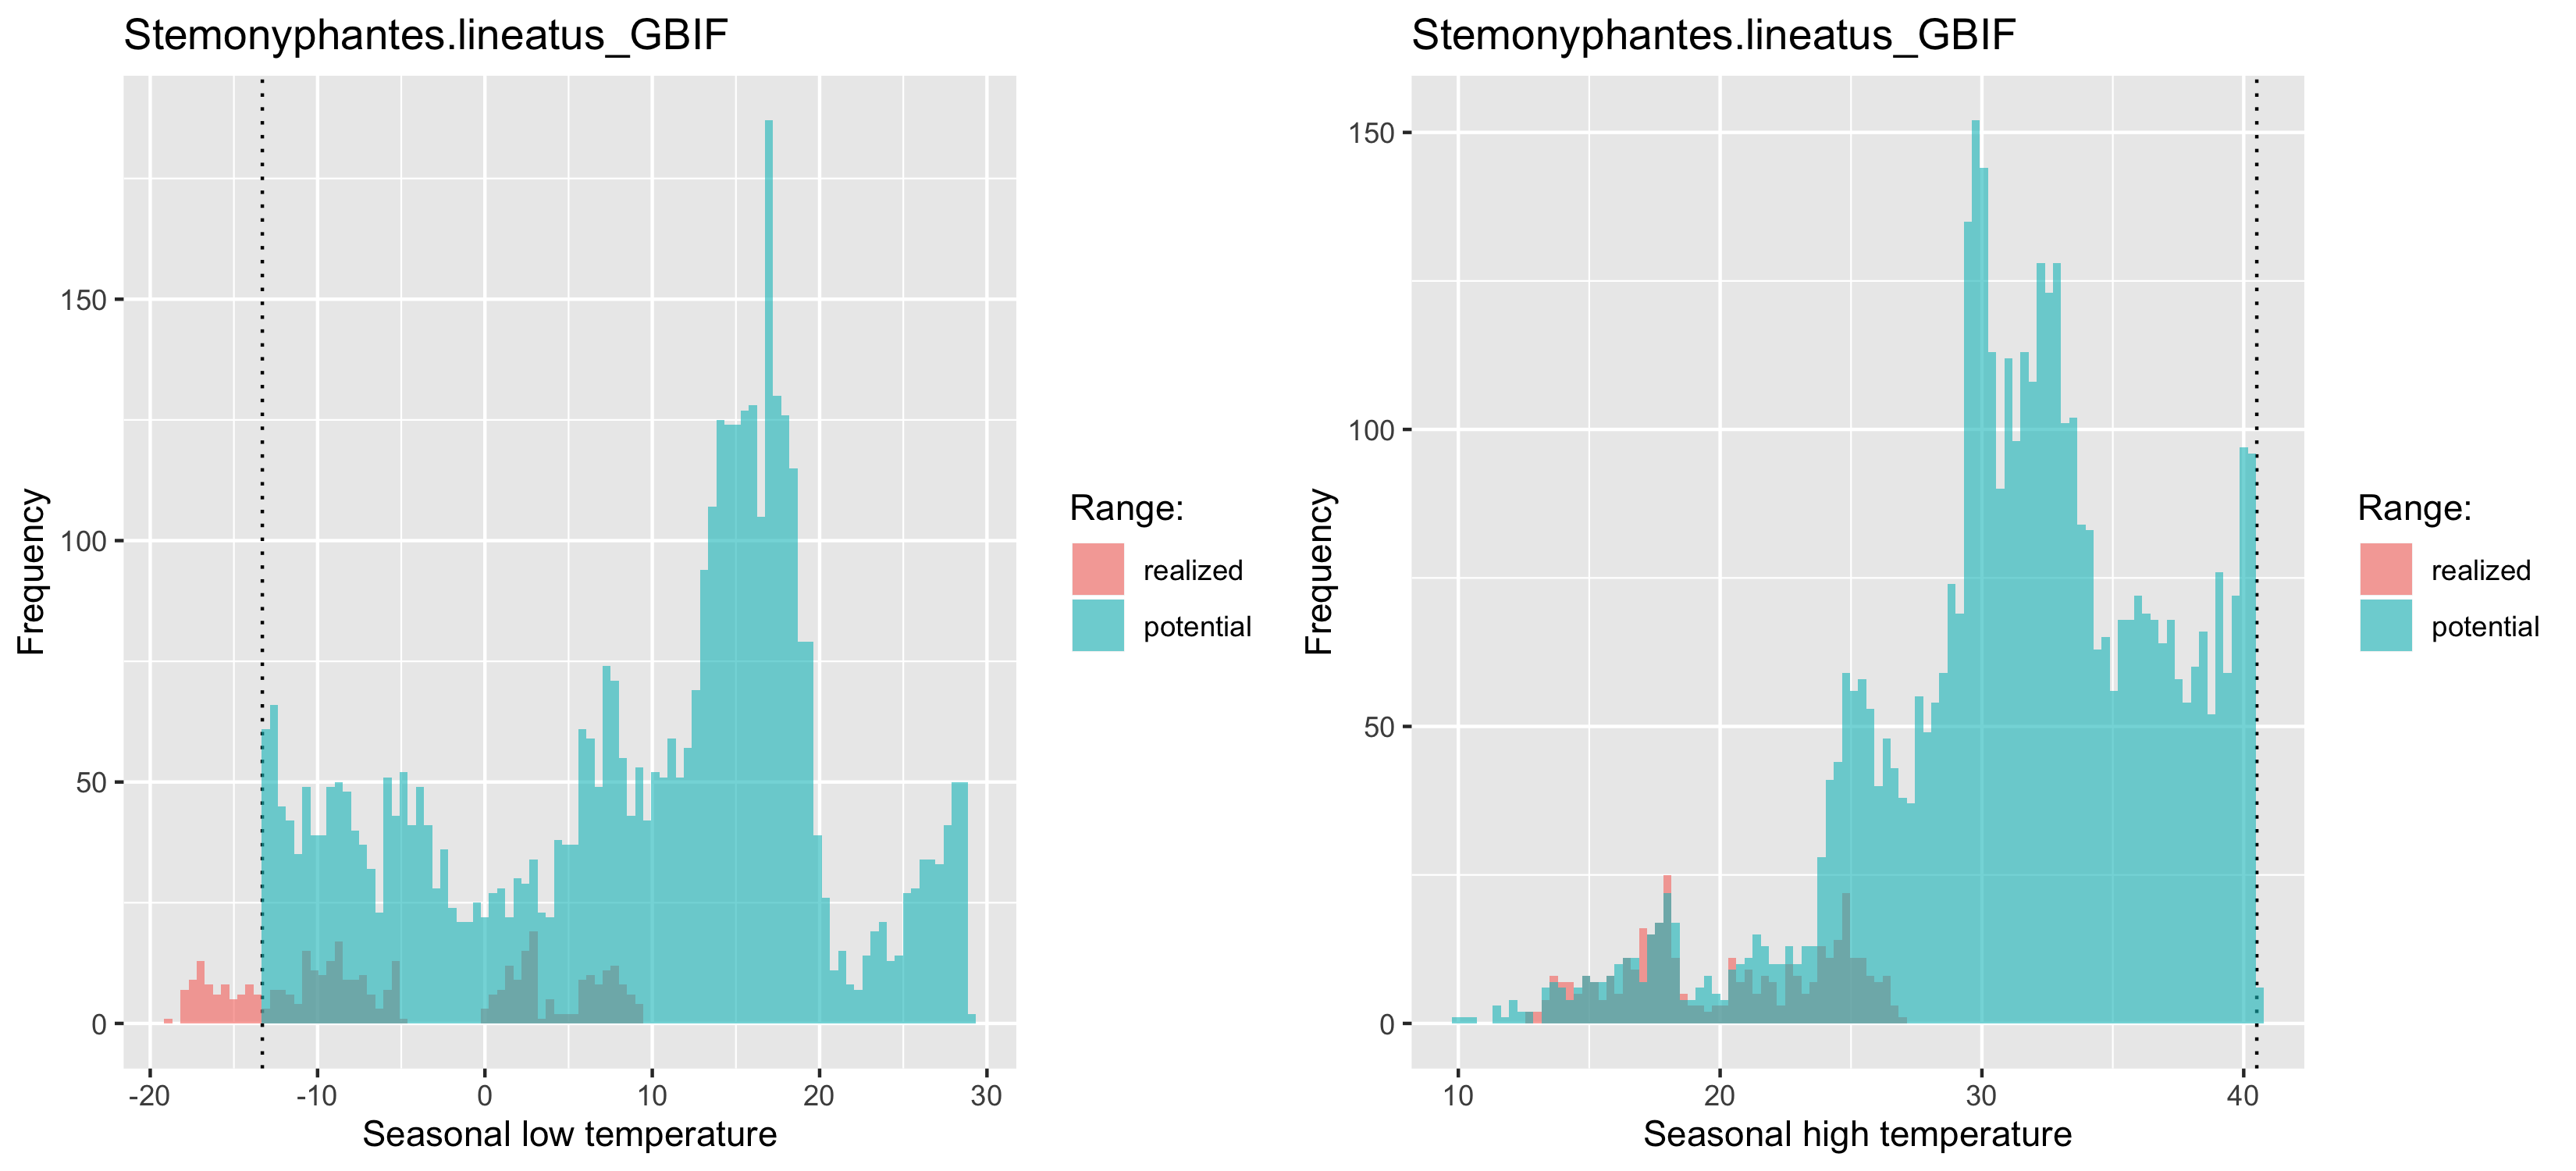 Stemonyphantes.lineatus_GBIF
Frequency
150
100
50
0
-20 -10 0 10 20 30
Seasonal low temperature
Range:
realized
potential
Stemonyphantes.lineatus_GBIF
Frequency
150
100
50
0
10 20 30 40
Seasonal high temperature
Range:
realized
potential